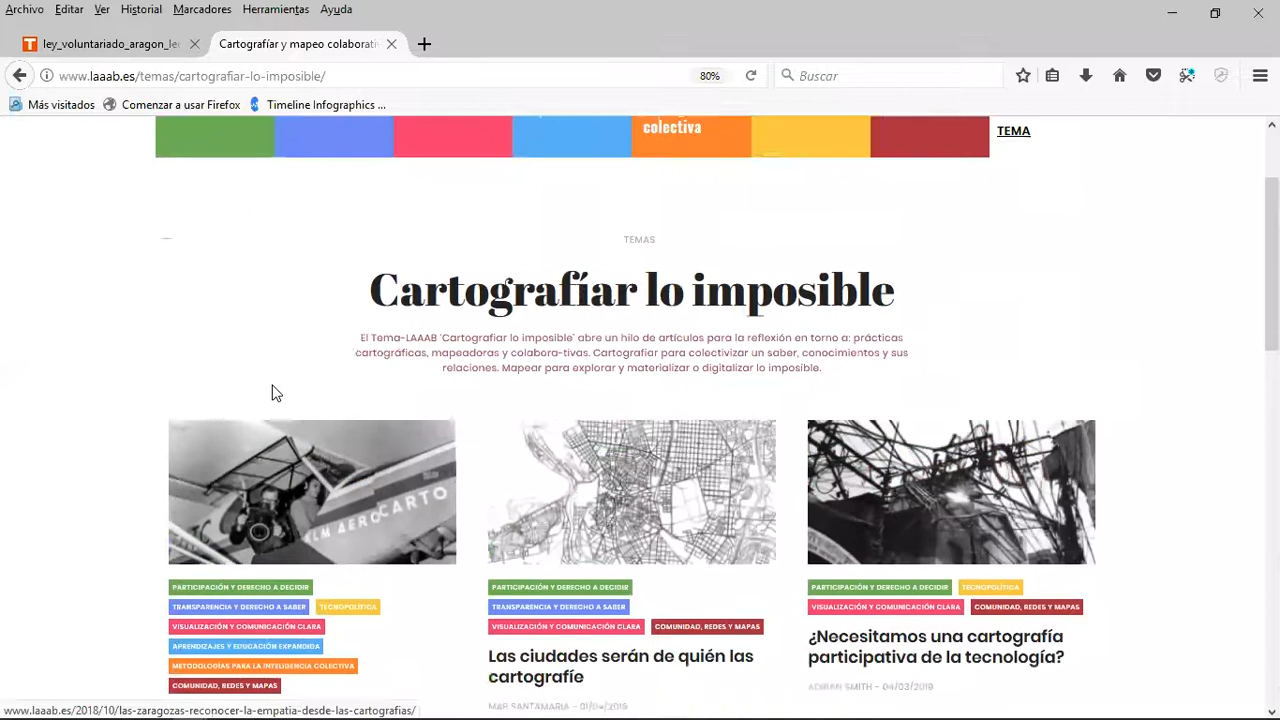 Archivo Editar Ver Historial Marcadores Herramientas Ayuda
ley_voluntariado_aragon_le
Cartografíar y mapeo colaborati
www.laaab.es/temas/cartografiar-lo-imposible/
80%
Buscar
Más visitados
Comenzar a usar Firefox
Timeline Infographics ...
colectiva
TEMA
TEMAS
Cartografíar lo imposible
El Tema-LAAAB 'Cartografiar lo imposible' abre un hilo de artículos para la reflexión en torno a: prácticas
cartográficas, mapeadoras y colabora-tivas. Cartografiar para colectivizar un saber, conocimientos y sus
relaciones. Mapear para explorar y materializar o digitalizar lo imposible.
CARTO
PARTICIPACIÓN Y DERECHO A DECIDIR
TRANSPARENCIA Y DERECHO A SABER
TECNOPOLÍTICA
VISUALIZACIÓN Y COMUNICACIÓN CLARA
APRENDIZAJES Y EDUCACIÓN EXPANDIDA
METODOLOGÍAS PARA LA INTELIGENCIA COLECTIVA
COMUNIDAD, REDES Y MAPAS
PARTICIPACIÓN Y DERECHO A DECIDIR
TRANSPARENCIA Y DERECHO A SABER
VISUALIZACIÓN Y COMUNICACIÓN CLARA
COMUNIDAD, REDES Y MAPAS
Las ciudades serán de quién las
cartografíe
MAR SANTAMARIA -
PARTICIPACIÓN Y DERECHO A DECIDIR
TECNOPOLÍTICA
VISUALIZACIÓN Y COMUNICACIÓN CLARA
COMUNIDAD, REDES Y MAPAS
¿Necesitamos una cartografía
participativa de la tecnología?
ADRIAN SMITH - 04/03/2019
www.laaab.es/2018/10/las-zaragozas-reconocer-la-empatia-desde-las-cartografias/